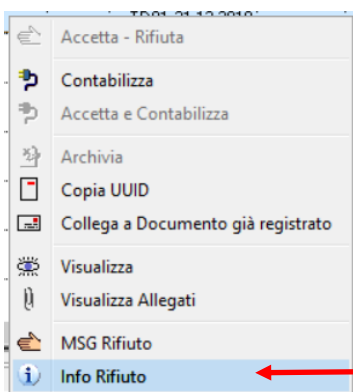 Accetta - Rifiuta
Contabilizza
Accetta e Contabilizza
Archivia
Copia UUID
Collega a Documento già registrato
Visualizza
Visualizza Allegati
MSG Rifiuto
Info Rifiuto